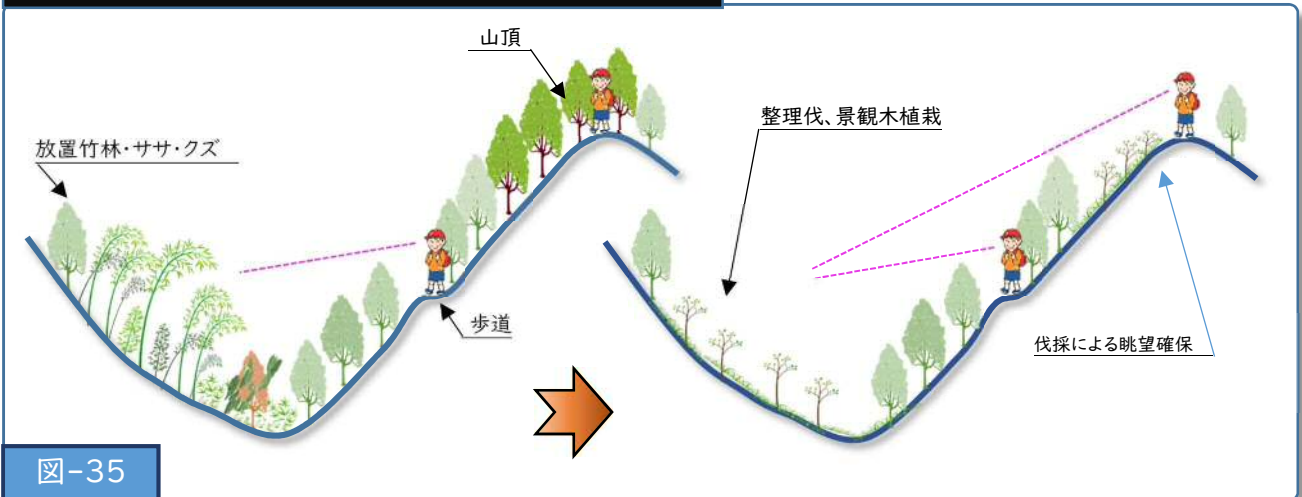 山頂
放置竹林・ササ・クズ
歩道
整理伐、景観木植栽
伐採による眺望確保
図-35